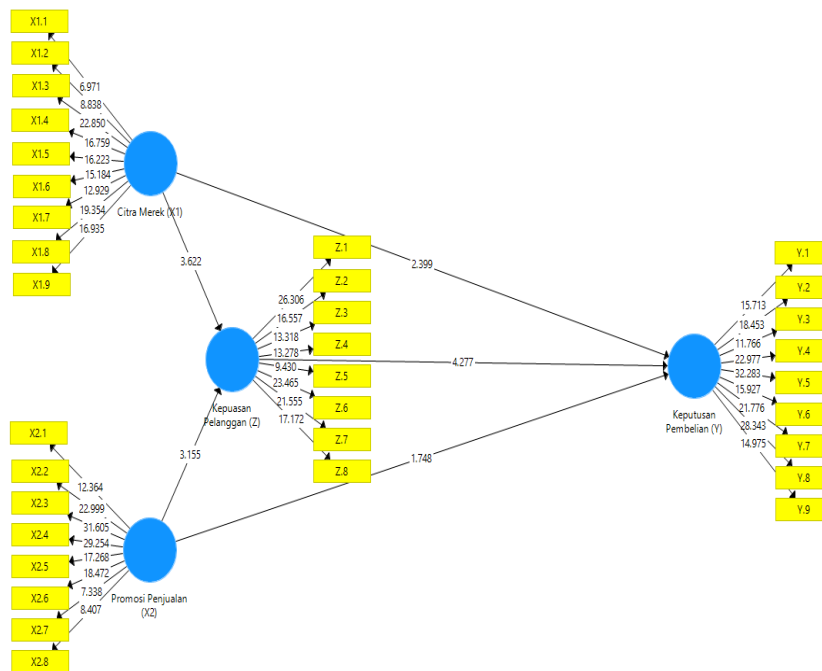 X1.1
X1.2
X1.3
X1.4
X1.5
X1.6
X1.7
X1.8
X1.9
6.971
8.838
22.850
16.759
16.223
15.184
12.929
19.354
16.935
Citra Merek (X1)
3.622
2.399
Z.1
Z.2
Z.3
Z.4
Z.5
Z.6
Z.7
Z.8
26.306
16.557
13.318
13.278
9.430
23.465
21.555
17.172
Kepuasan
Pelanggan (Z)
4.277
Y.1
Y.2
Y.3
Y.4
Y.5
Y.6
Y.7
Y.8
Y.9
15.713
18.453
11.766
22.977
32.283
15.927
21.776
28.343
14.975
Keputusan
Pembelian (Y)
3.155
1.748
X2.1
X2.2
X2.3
X2.4
X2.5
X2.6
X2.7
X2.8
12.364
22.999
31.605
29.254
17.268
18.472
7.338
8.407
Promosi Penjualan
(X2)